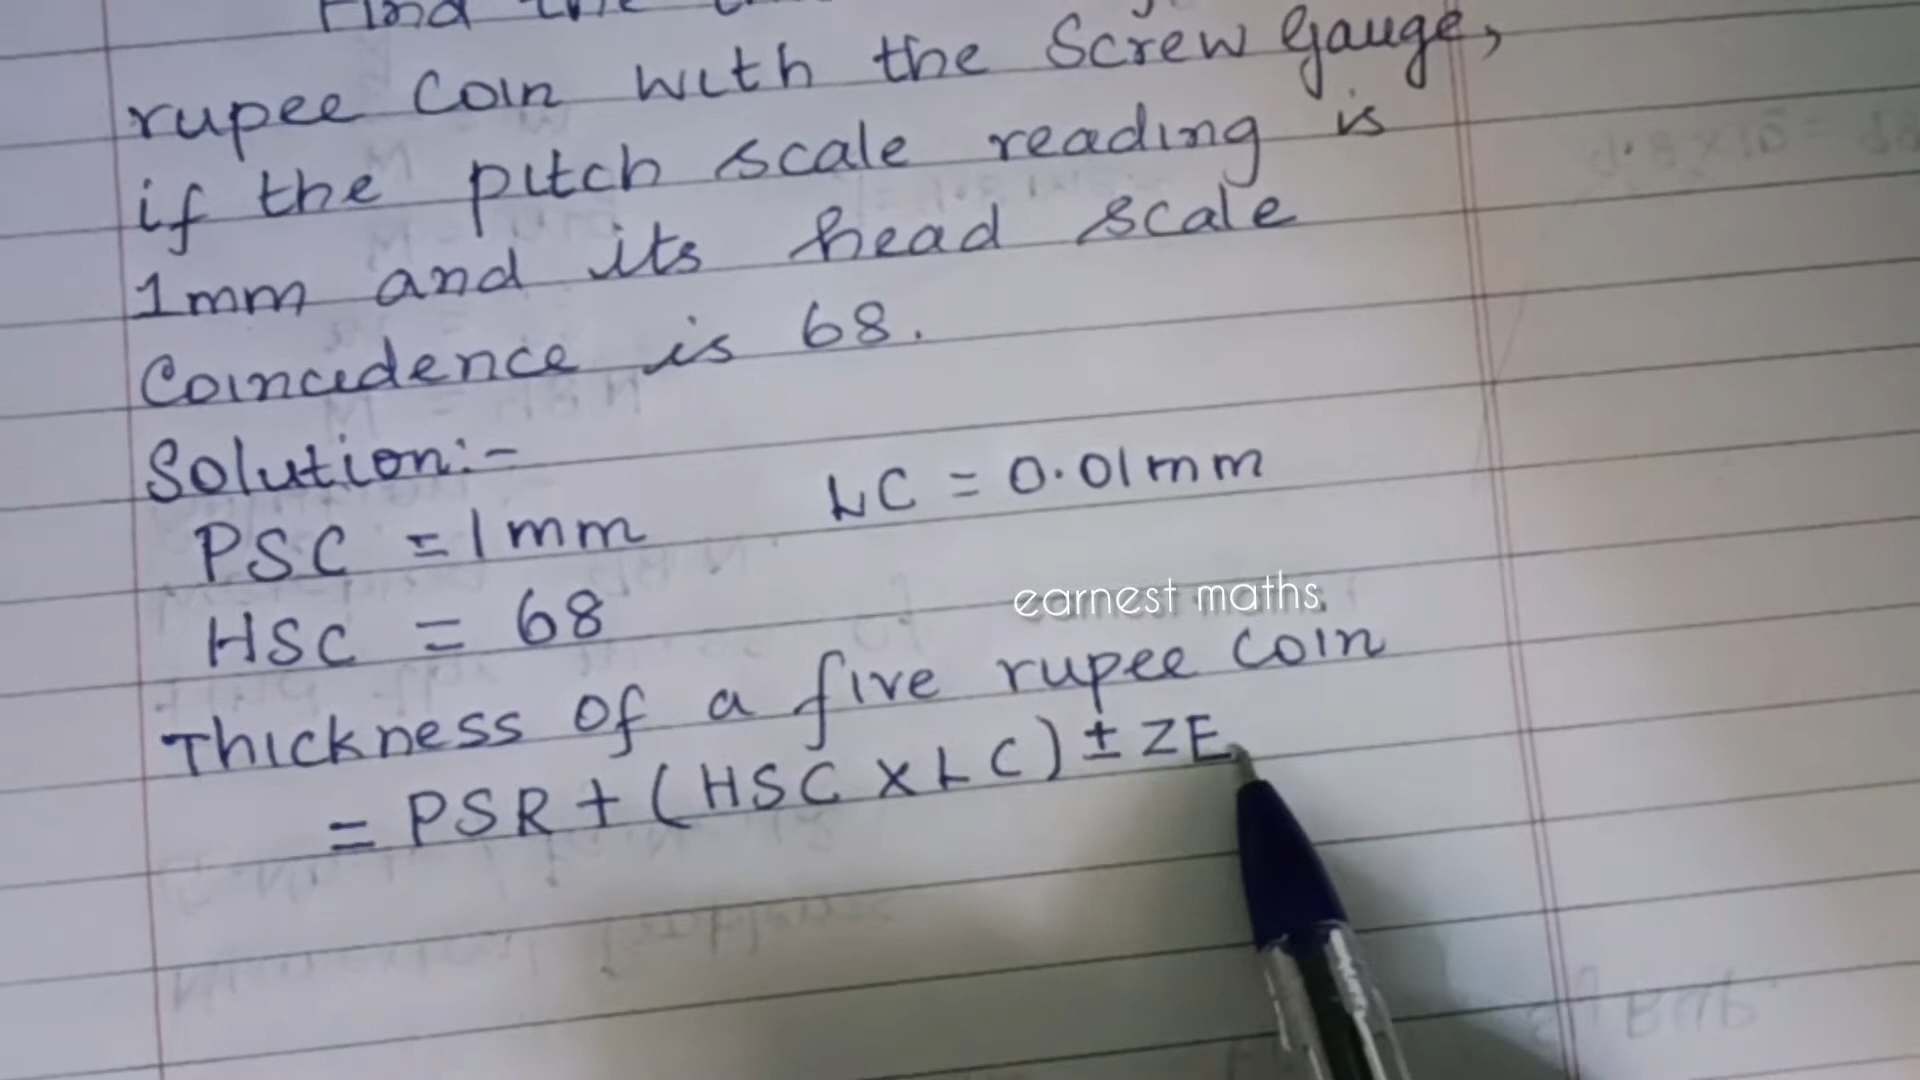 Find the
rupee Coin with the Screw Gauge,
if the pitch scale reading is
1mm and its head scale
Coincidence is 68.
Solution:-
PSC = 1mm LC = 0.01mm
HSC = 68
earnest maths
Thickness of a five rupee coin
= PSR + (HSC X LC) ± ZE